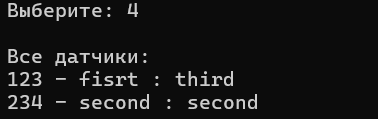 Выберите: 4
Все датчики:
123 - fisrt : third
234 - second : second